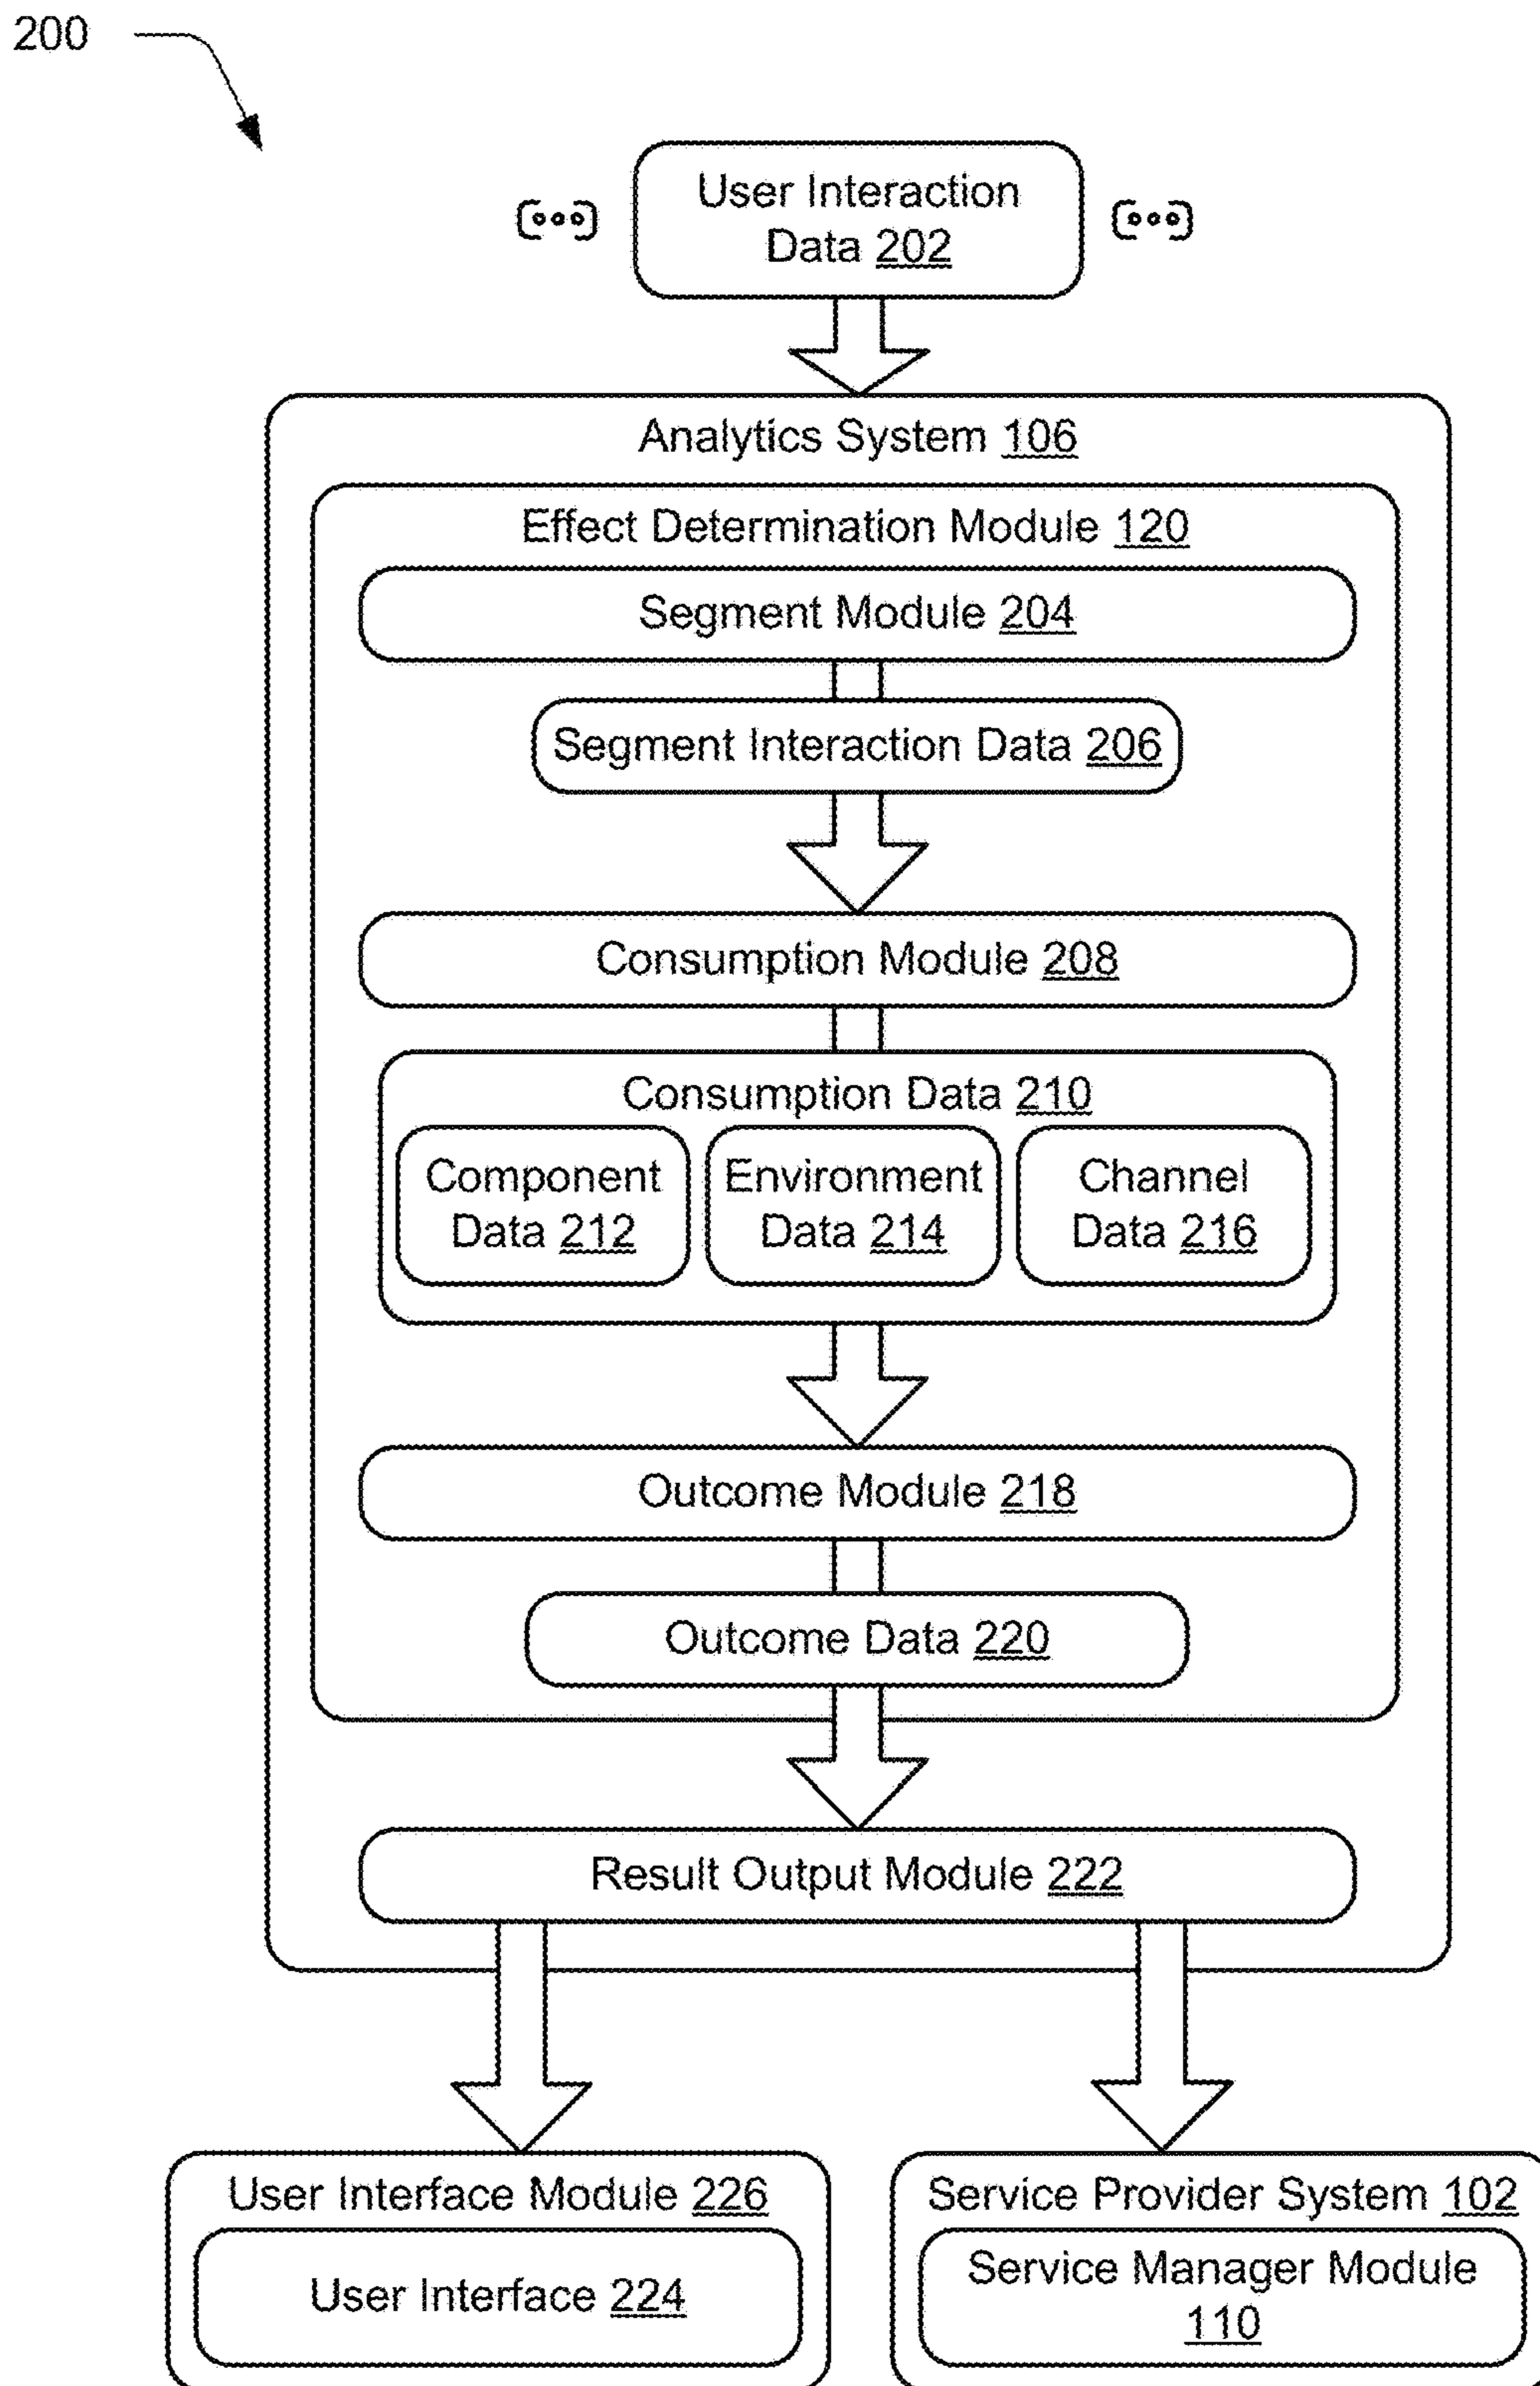 200
User Interaction
Data 202
Analytics System 106
Effect Determination Module 120
Segment Module 204
Segment Interaction Data 206
Consumption Module 208
Consumption Data 210
Component
Data 212
Environment
Data 214
Channel
Data 216
Outcome Module 218
Outcome Data 220
Result Output Module 222
User Interface Module 226
User Interface 224
Service Provider System 102
Service Manager Module
110